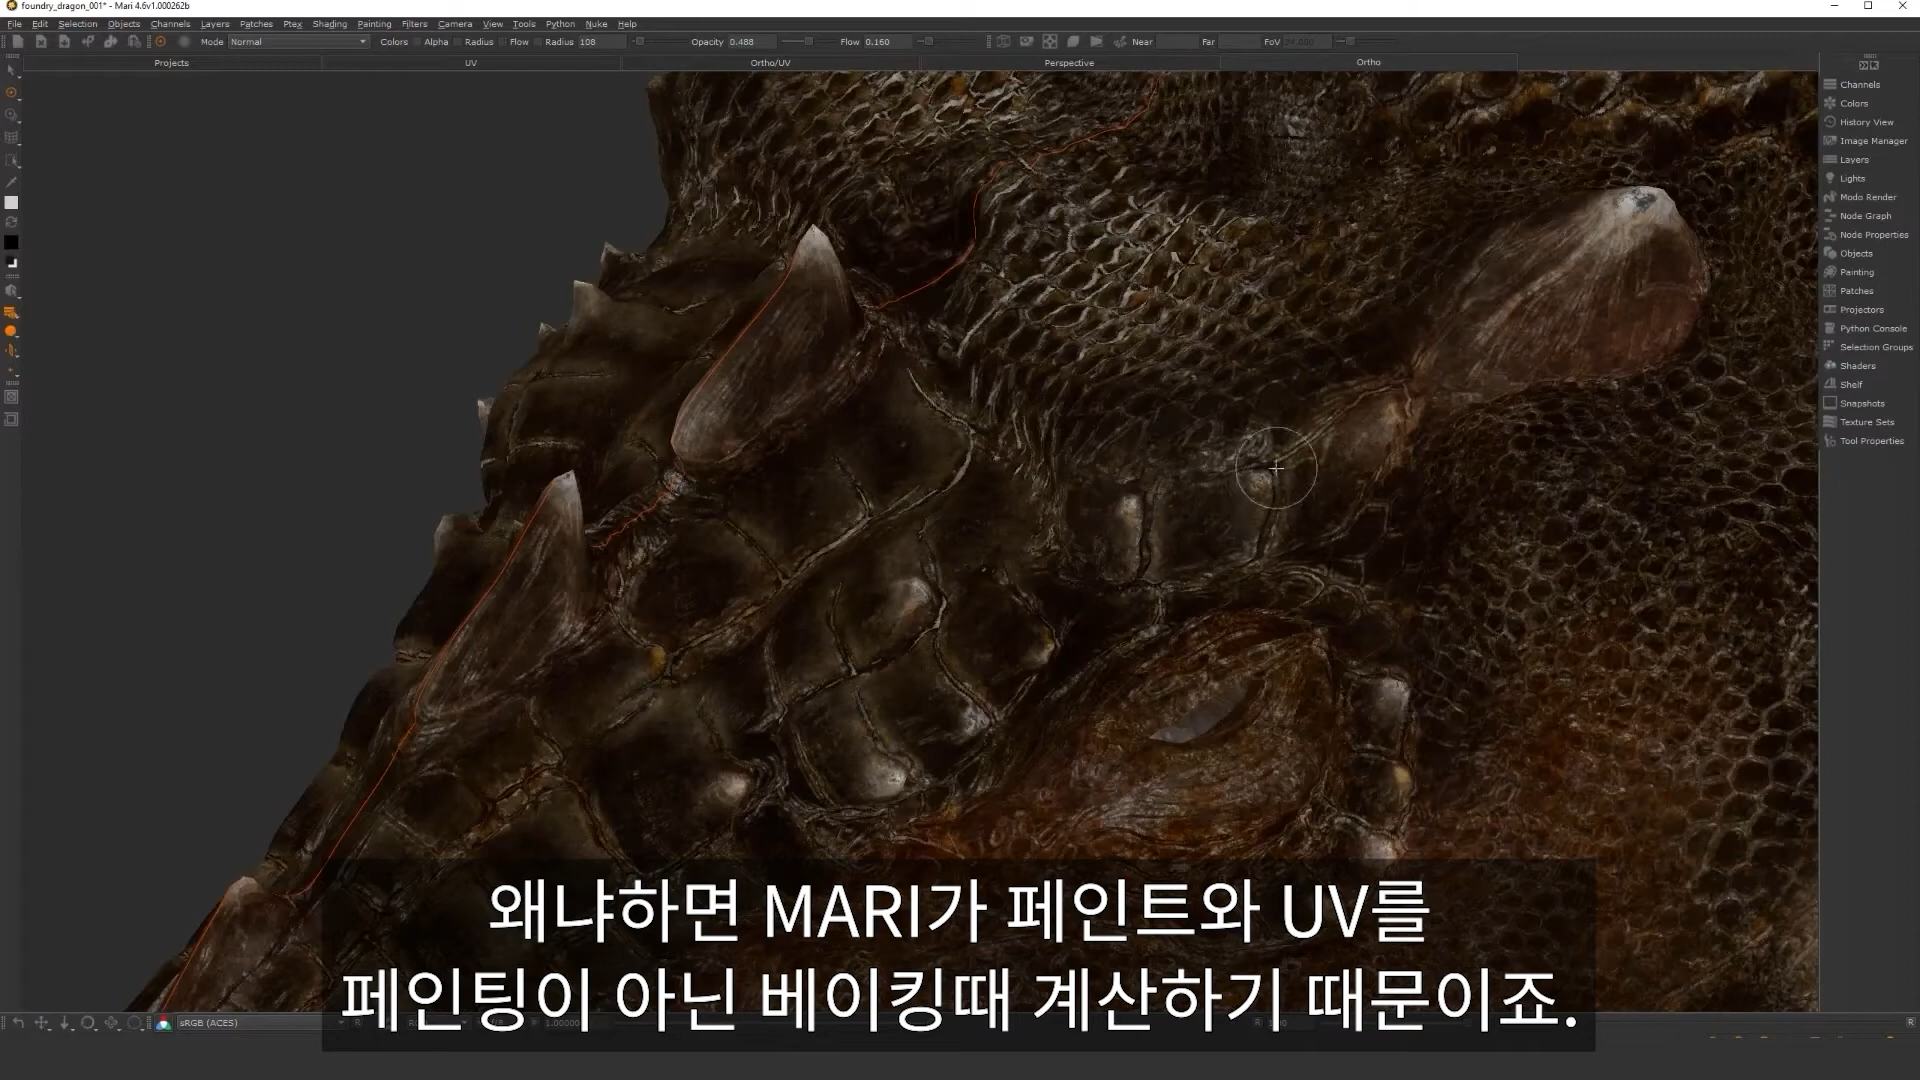 foundry_dragon_001* - Mari 4.6v1.000262b
File Edit Selection Objects Channels Layers Patches Ptex Shading Painting Filters Camera View Tools Python Nuke Help
Mode Normal Colors Alpha Radius Flow Radius 108 Opacity 0.488 Flow 0.160 Near Far FoV
Projects UV Ortho/UV Perspective Ortho
Channels
Colors
History View
Image Manager
Layers
Lights
Modo Render
Node Graph
Node Properties
Objects
Painting
Patches
Projectors
Python Console
Selection Groups
Shaders
Shelf
Snapshots
Texture Sets
Tool Properties
왜냐하면 MARI가 페인트와 UV를
페인팅이 아닌 베이킹때 계산하기 때문이죠.
sRGB (ACES)